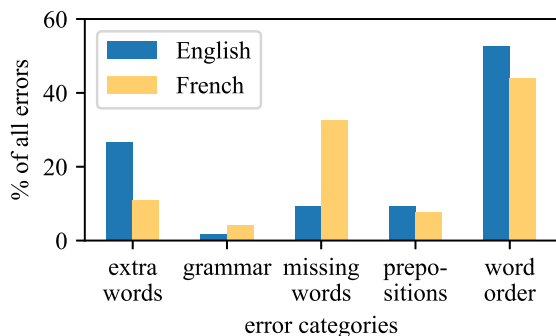 60
40
20
0
% of all errors
English
French
extra
words
grammar
missing
words
prepo-
sitions
word
order
error categories